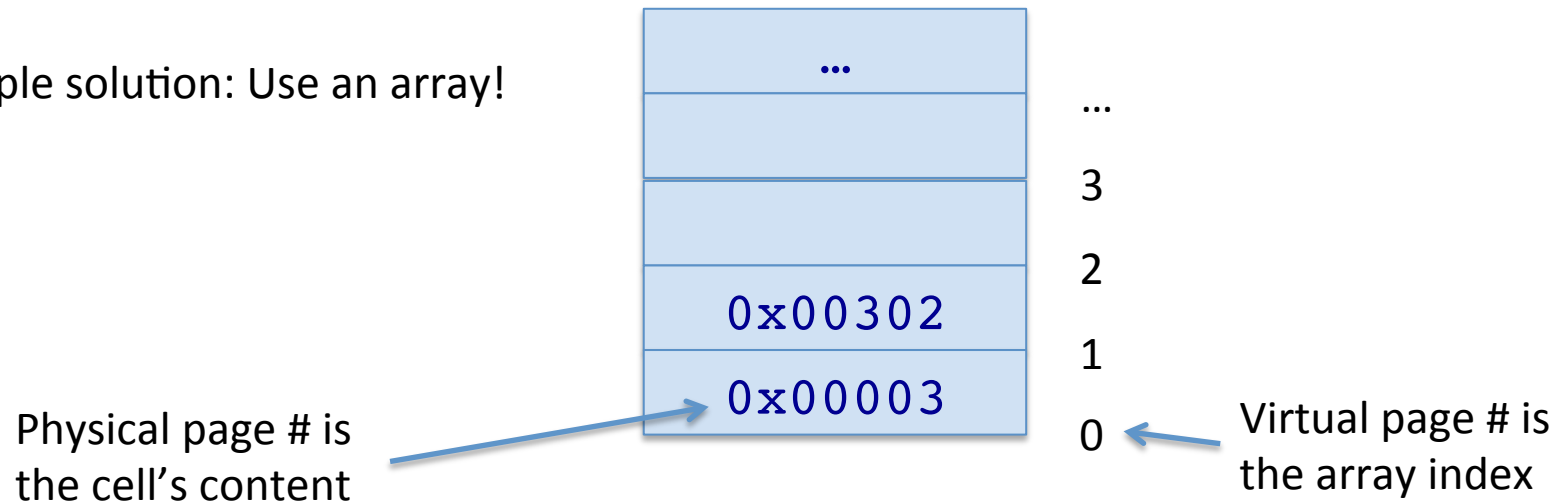 ple solution: Use an array!
…
…
3
2
0x00302
1
0x00003
0
Physical page # is
the cell’s content
Virtual page # is
the array index